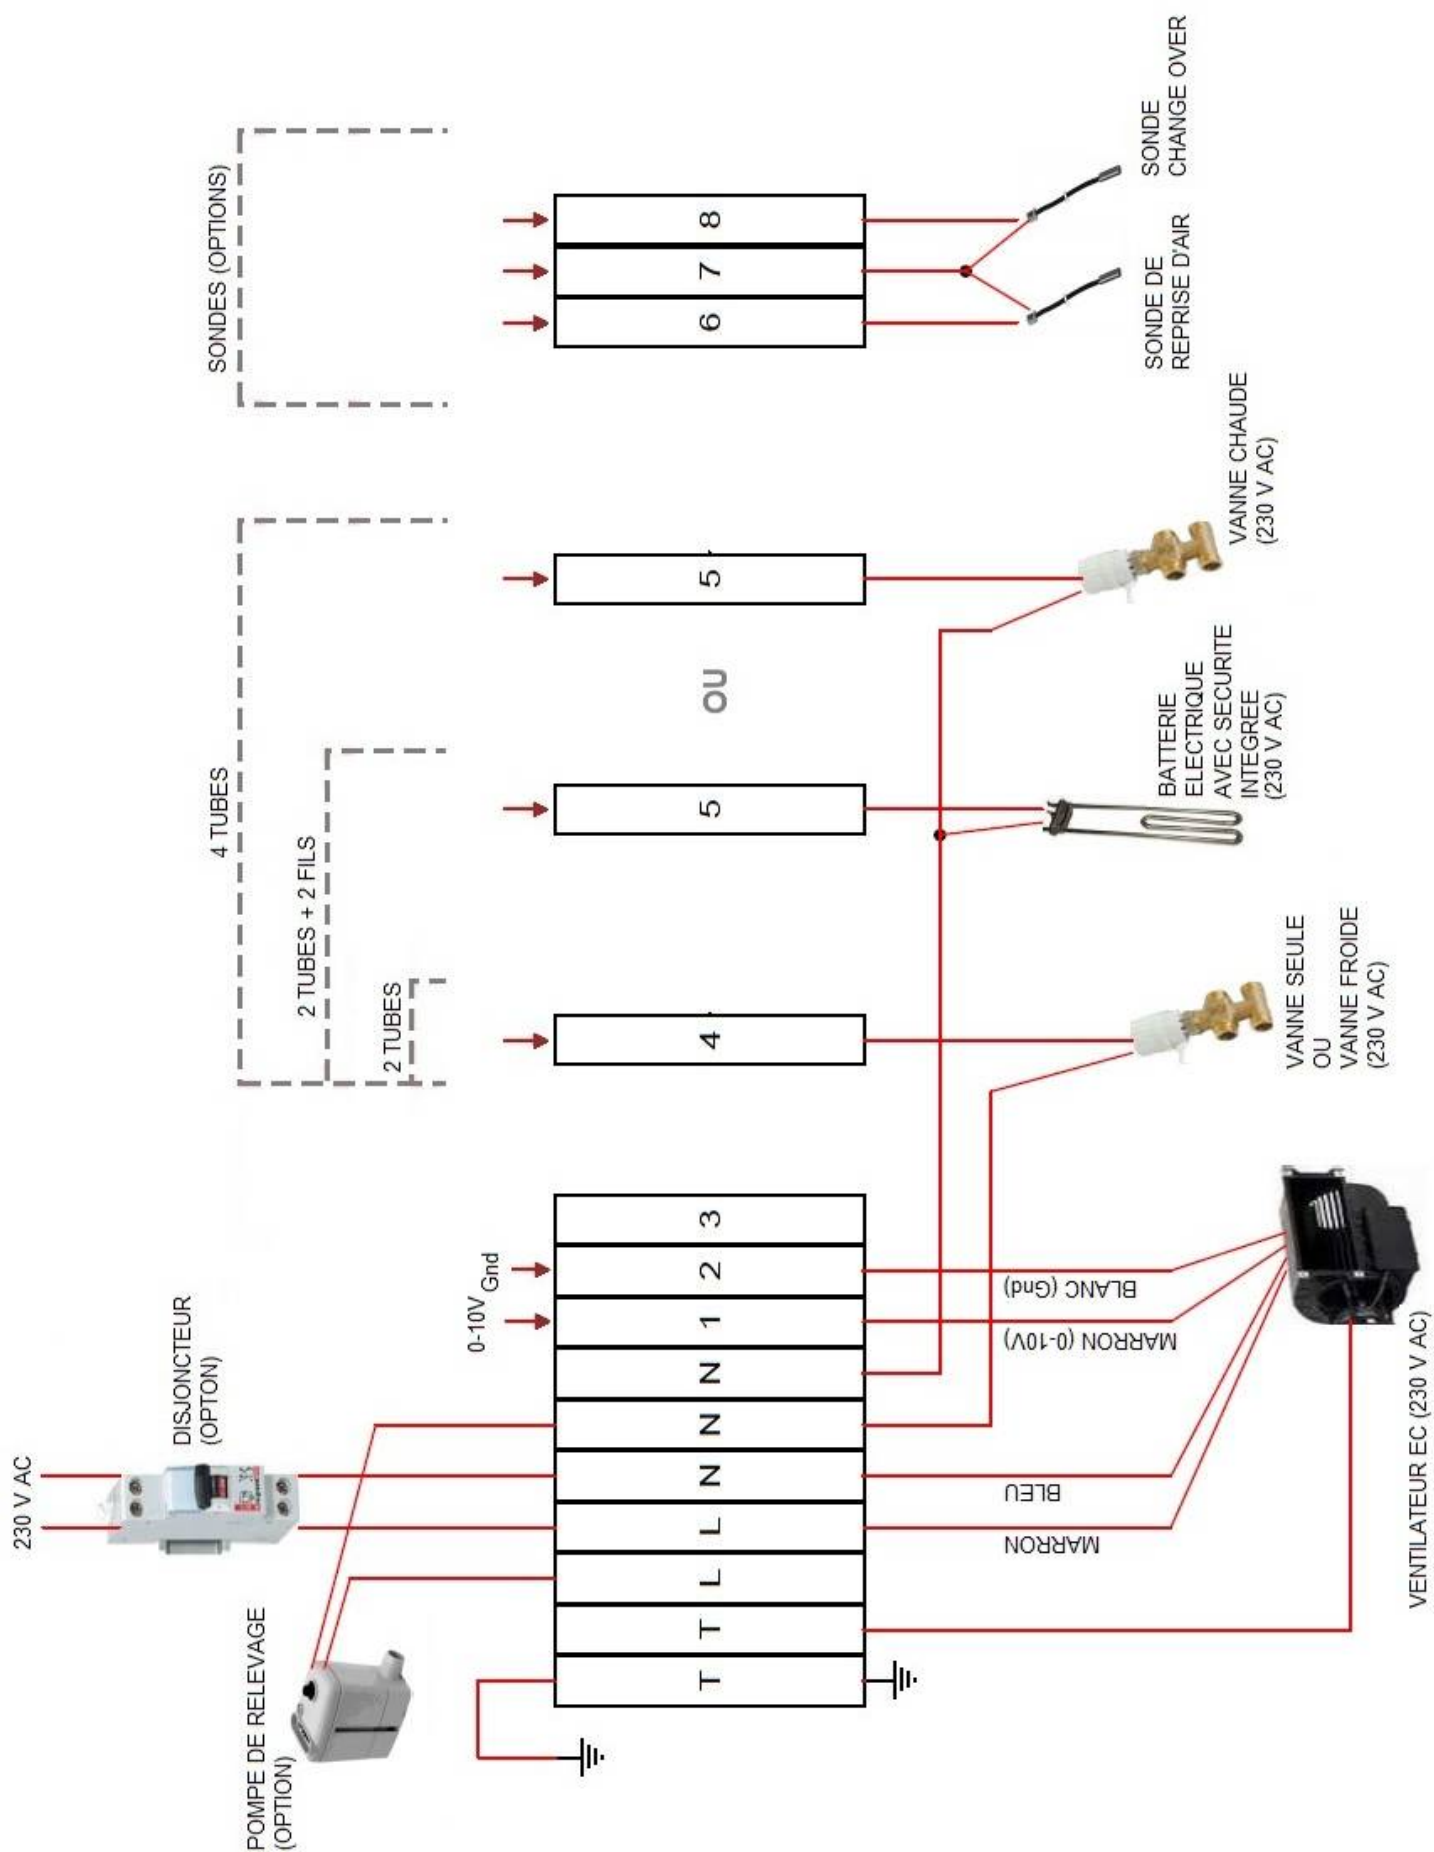 230 V AC
DISJONCTEUR
(OPTON)
POMPE DE RELEVAGE
(OPTION)
4 TUBES
2 TUBES + 2 FILS
2 TUBES
SONDES (OPTIONS)
0-10V
Gnd
T T L L N N N 1 2 3 4 5 OU 5 6 7 8
MARRON
BLEU
MARRON (0-10V)
BLANC (Gnd)
VENTILATEUR EC (230 V AC)
VANNE SEULE
OU
VANNE FROIDE
(230 V AC)
BATTERIE
ELECTRIQUE
AVEC SECURITE
INTEGREE
(230 V AC)
VANNE CHAUDE
(230 V AC)
SONDE DE
REPRISE D'AIR
SONDE
CHANGE OVER